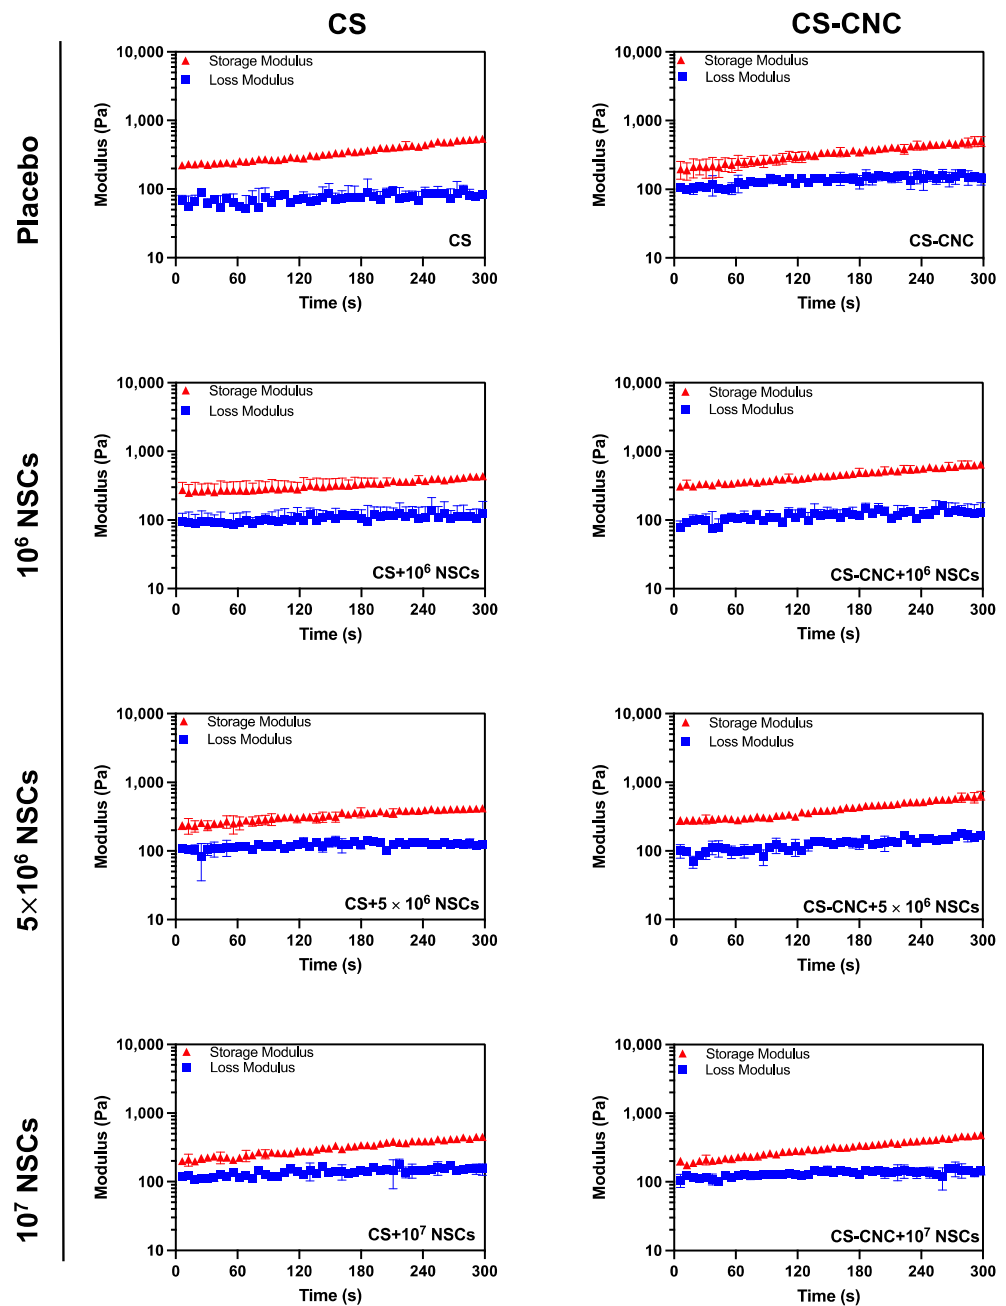 CS
CS-CNC
Placebo
10,000
1,000
100
10
Modulus (Pa)
Storage Modulus
Loss Modulus
CS
0 60 120 180 240 300
Time (s)
10,000
1,000
100
10
Modulus (Pa)
Storage Modulus
Loss Modulus
CS-CNC
0 60 120 180 240 300
Time (s)
10⁶ NSCs
10,000
1,000
100
10
Modulus (Pa)
Storage Modulus
Loss Modulus
CS+10⁶ NSCs
0 60 120 180 240 300
Time (s)
10,000
1,000
100
10
Modulus (Pa)
Storage Modulus
Loss Modulus
CS-CNC+10⁶ NSCs
0 60 120 180 240 300
Time (s)
5×10⁶ NSCs
10,000
1,000
100
10
Modulus (Pa)
Storage Modulus
Loss Modulus
CS+5 × 10⁶ NSCs
0 60 120 180 240 300
Time (s)
10,000
1,000
100
10
Modulus (Pa)
Storage Modulus
Loss Modulus
CS-CNC+5 × 10⁶ NSCs
0 60 120 180 240 300
Time (s)
10⁷ NSCs
10,000
1,000
100
10
Modulus (Pa)
Storage Modulus
Loss Modulus
CS+10⁷ NSCs
0 60 120 180 240 300
Time (s)
10,000
1,000
100
10
Modulus (Pa)
Storage Modulus
Loss Modulus
CS-CNC+10⁷ NSCs
0 60 120 180 240 300
Time (s)